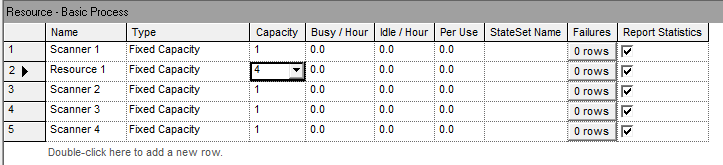 Resource - Basic Process
Name Type Capacity Busy / Hour Idle / Hour Per Use StateSet Name Failures Report Statistics
1 Scanner 1 Fixed Capacity 1 0.0 0.0 0.0 0 rows
2 Resource 1 Fixed Capacity 4 0.0 0.0 0.0 0 rows
3 Scanner 2 Fixed Capacity 1 0.0 0.0 0.0 0 rows
4 Scanner 3 Fixed Capacity 1 0.0 0.0 0.0 0 rows
5 Scanner 4 Fixed Capacity 1 0.0 0.0 0.0 0 rows
Double-click here to add a new row.